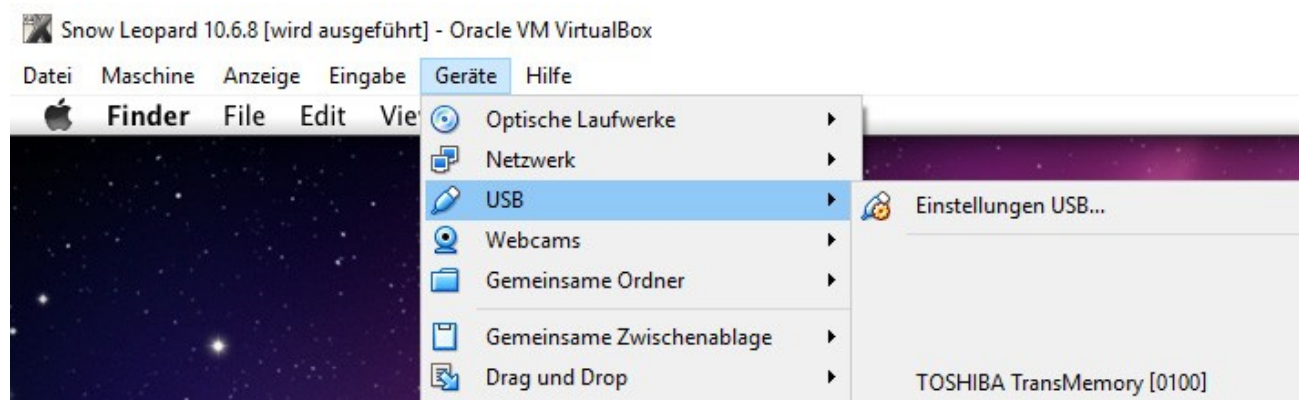 Snow Leopard 10.6.8 [wird ausgeführt] - Oracle VM VirtualBox
Datei Maschine Anzeige Eingabe Geräte Hilfe
Finder File Edit
Optische Laufwerke
Netzwerk
USB
Einstellungen USB...
Webcams
Gemeinsame Ordner
Gemeinsame Zwischenablage
Drag und Drop
TOSHIBA TransMemory [0100]